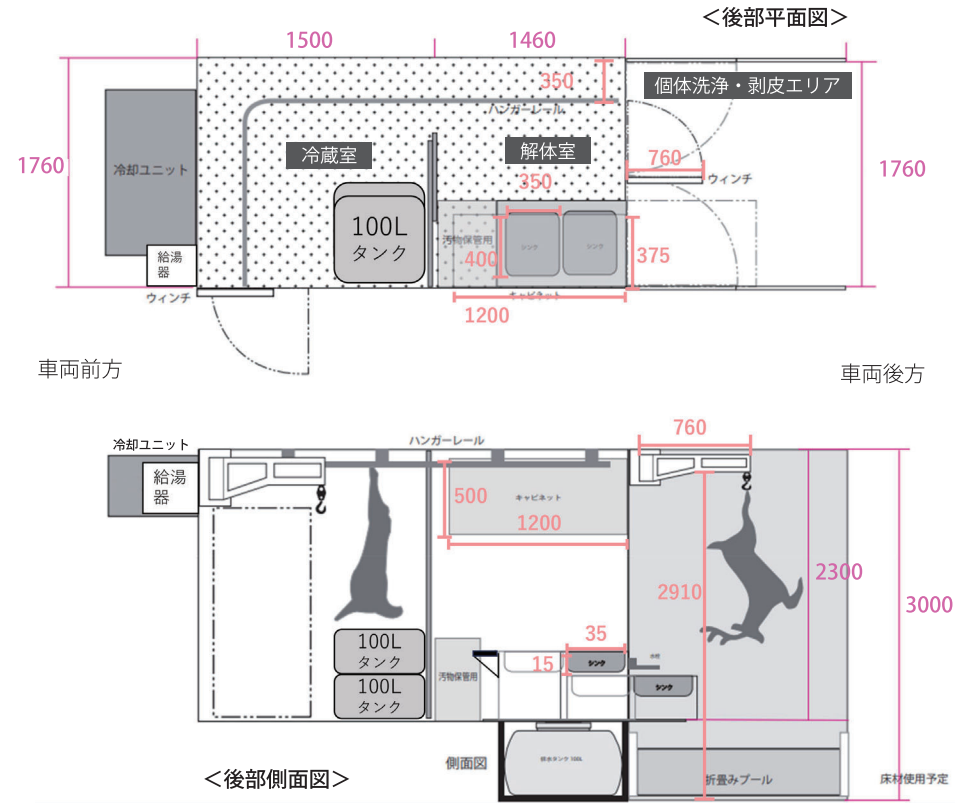 ＜後部平面図＞
1500
1460
350
個体洗浄・剥皮エリア
ハンガーレール
1760
冷却ユニット
冷蔵室
解体室
760
1760
ウィンチ
350
100L
タンク
汚物保管用
シンク
シンク
400
375
給湯
器
ウィンチ
キャビネット
1200
車両前方
車両後方
冷却ユニット
ハンガーレール
760
給湯
器
500
キャビネット
1200
2300
2910
3000
100L
タンク
35
15
シンク
水栓
汚物保管用
100L
タンク
シンク
＜後部側面図＞
側面図
排水タンク 100L
折畳みプール
床材使用予定